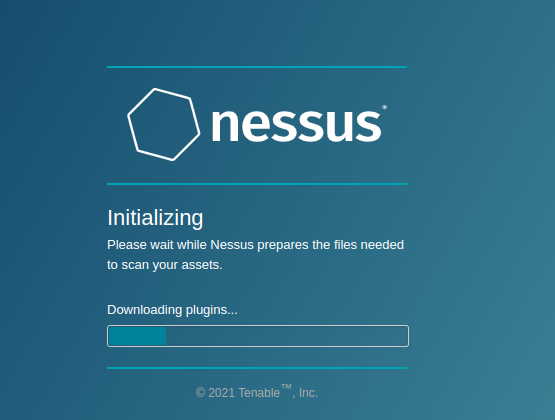 nessus®
Initializing
Please wait while Nessus prepares the files needed
to scan your assets.
Downloading plugins...
© 2021 Tenable™, Inc.